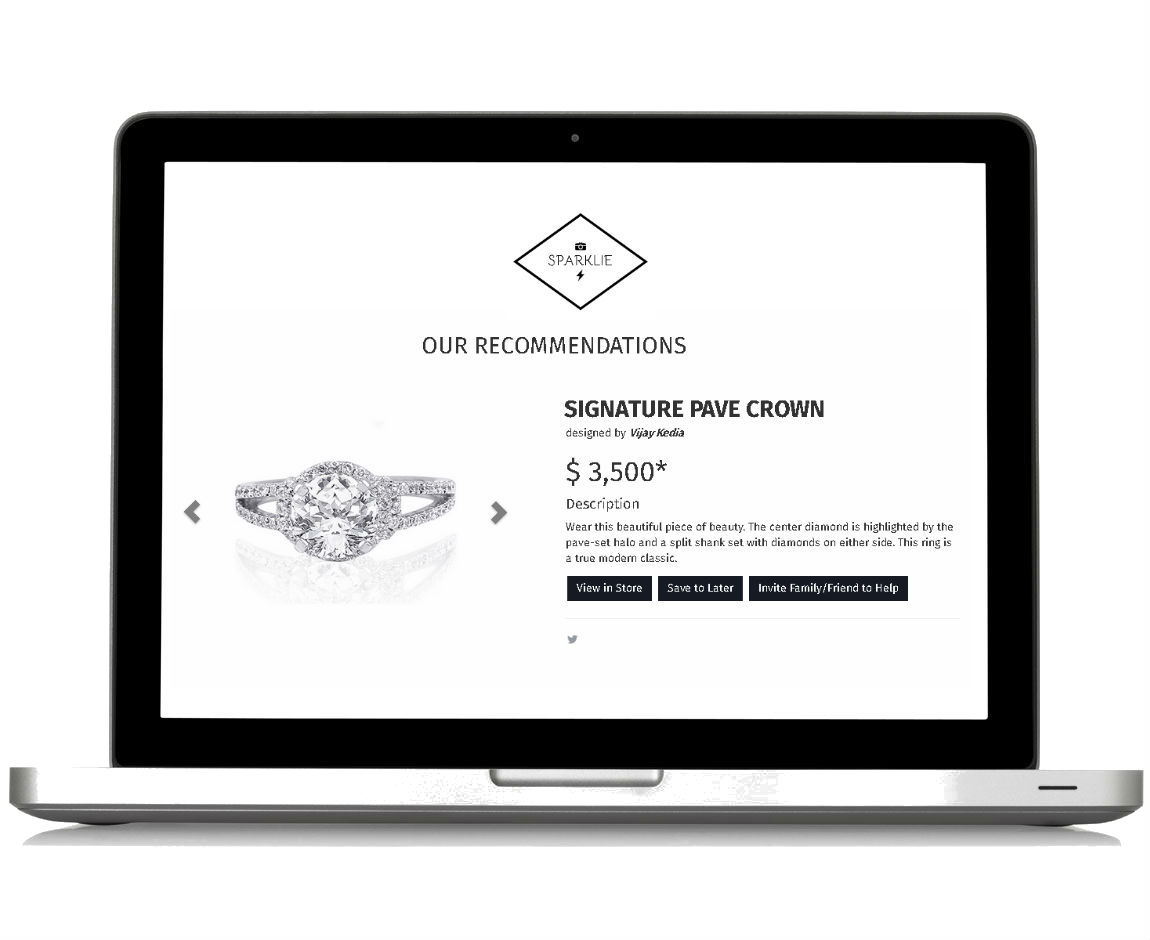 SPARKLIE
OUR RECOMMENDATIONS
SIGNATURE PAVE CROWN
designed by Vijay Kedia
$ 3,500*
Description
Wear this beautiful piece of beauty. The center diamond is highlighted by the
pave-set halo and a split shank set with diamonds on either side. This ring is
a true modern classic.
View in Store Save to Later Invite Family/Friend to Help